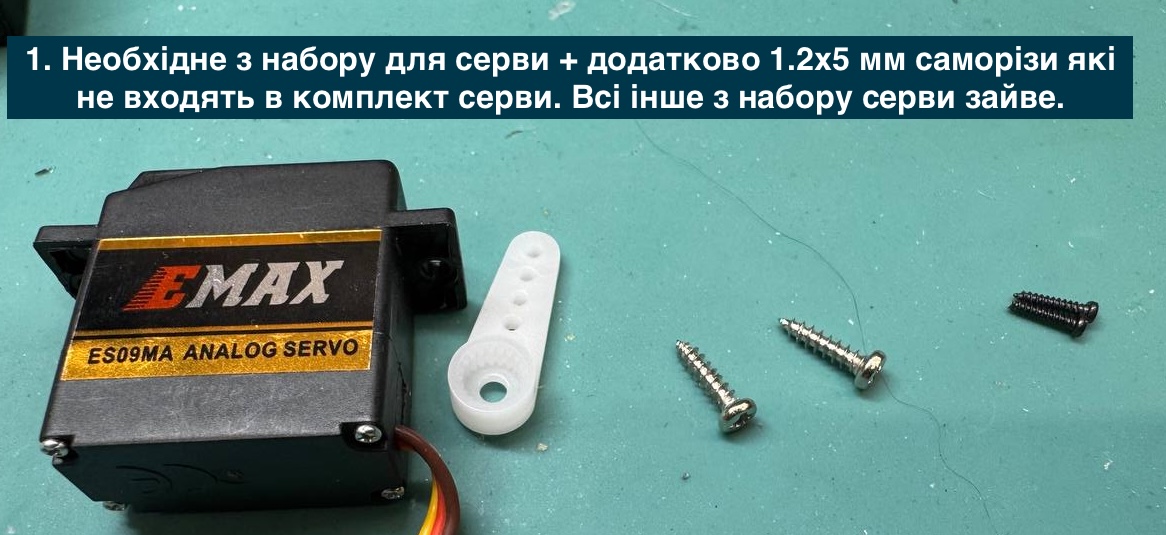 1. Необхідне з набору для серви + додатково 1.2х5 мм саморізи які
не входять в комплект серви. Всі інше з набору серви зайве.
EMAX
ES09MA ANALOG SERVO